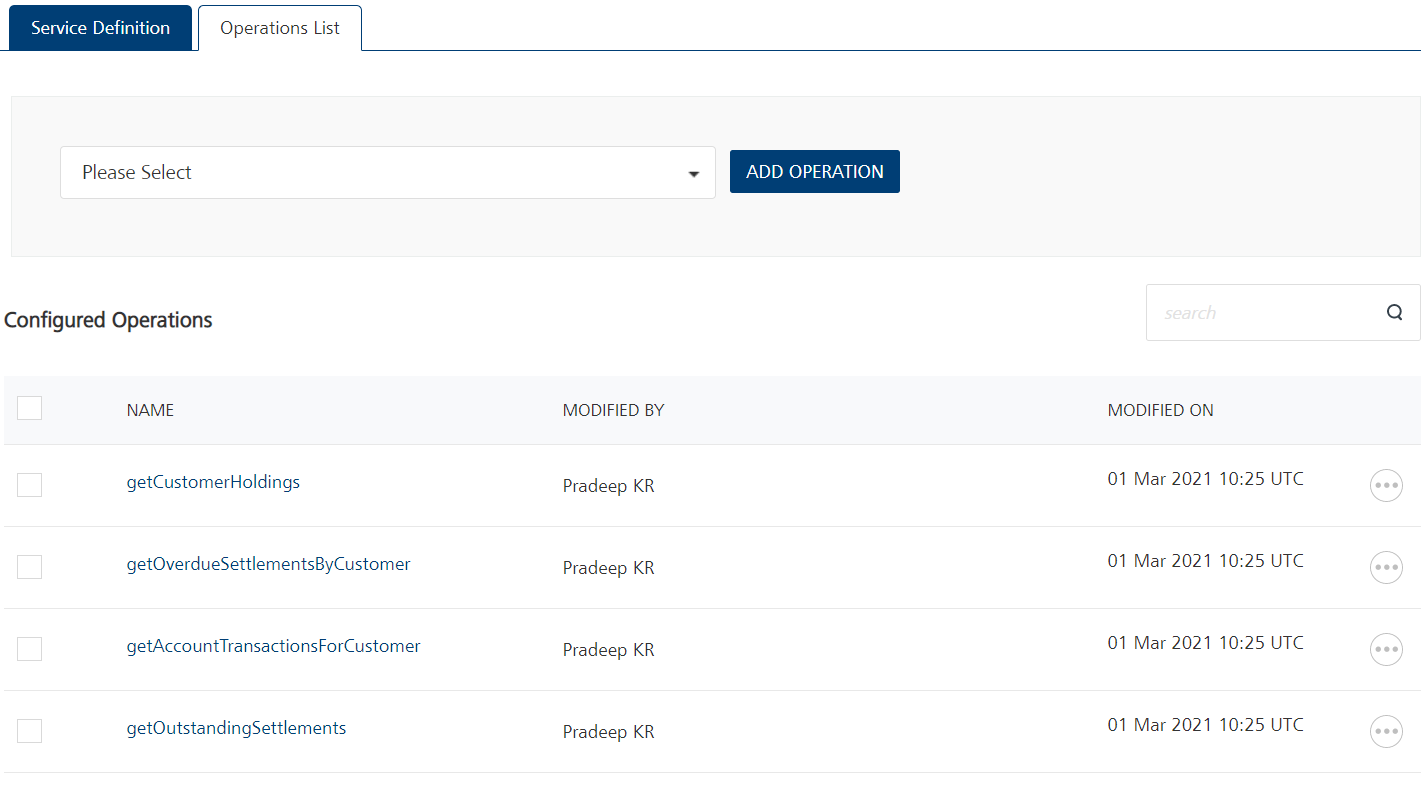 Service Definition Operations List
Please Select ADD OPERATION
search
Configured Operations
NAME MODIFIED BY MODIFIED ON
getCustomerHoldings Pradeep KR 01 Mar 2021 10:25 UTC
getOverdueSettlementsByCustomer Pradeep KR 01 Mar 2021 10:25 UTC
getAccountTransactionsForCustomer Pradeep KR 01 Mar 2021 10:25 UTC
getOutstandingSettlements Pradeep KR 01 Mar 2021 10:25 UTC